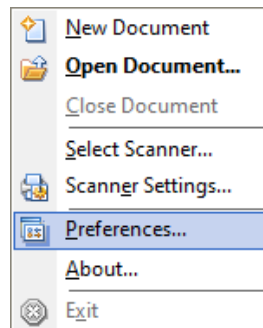 New Document
Open Document...
Close Document
Select Scanner...
Scanner Settings...
Preferences...
About...
Exit